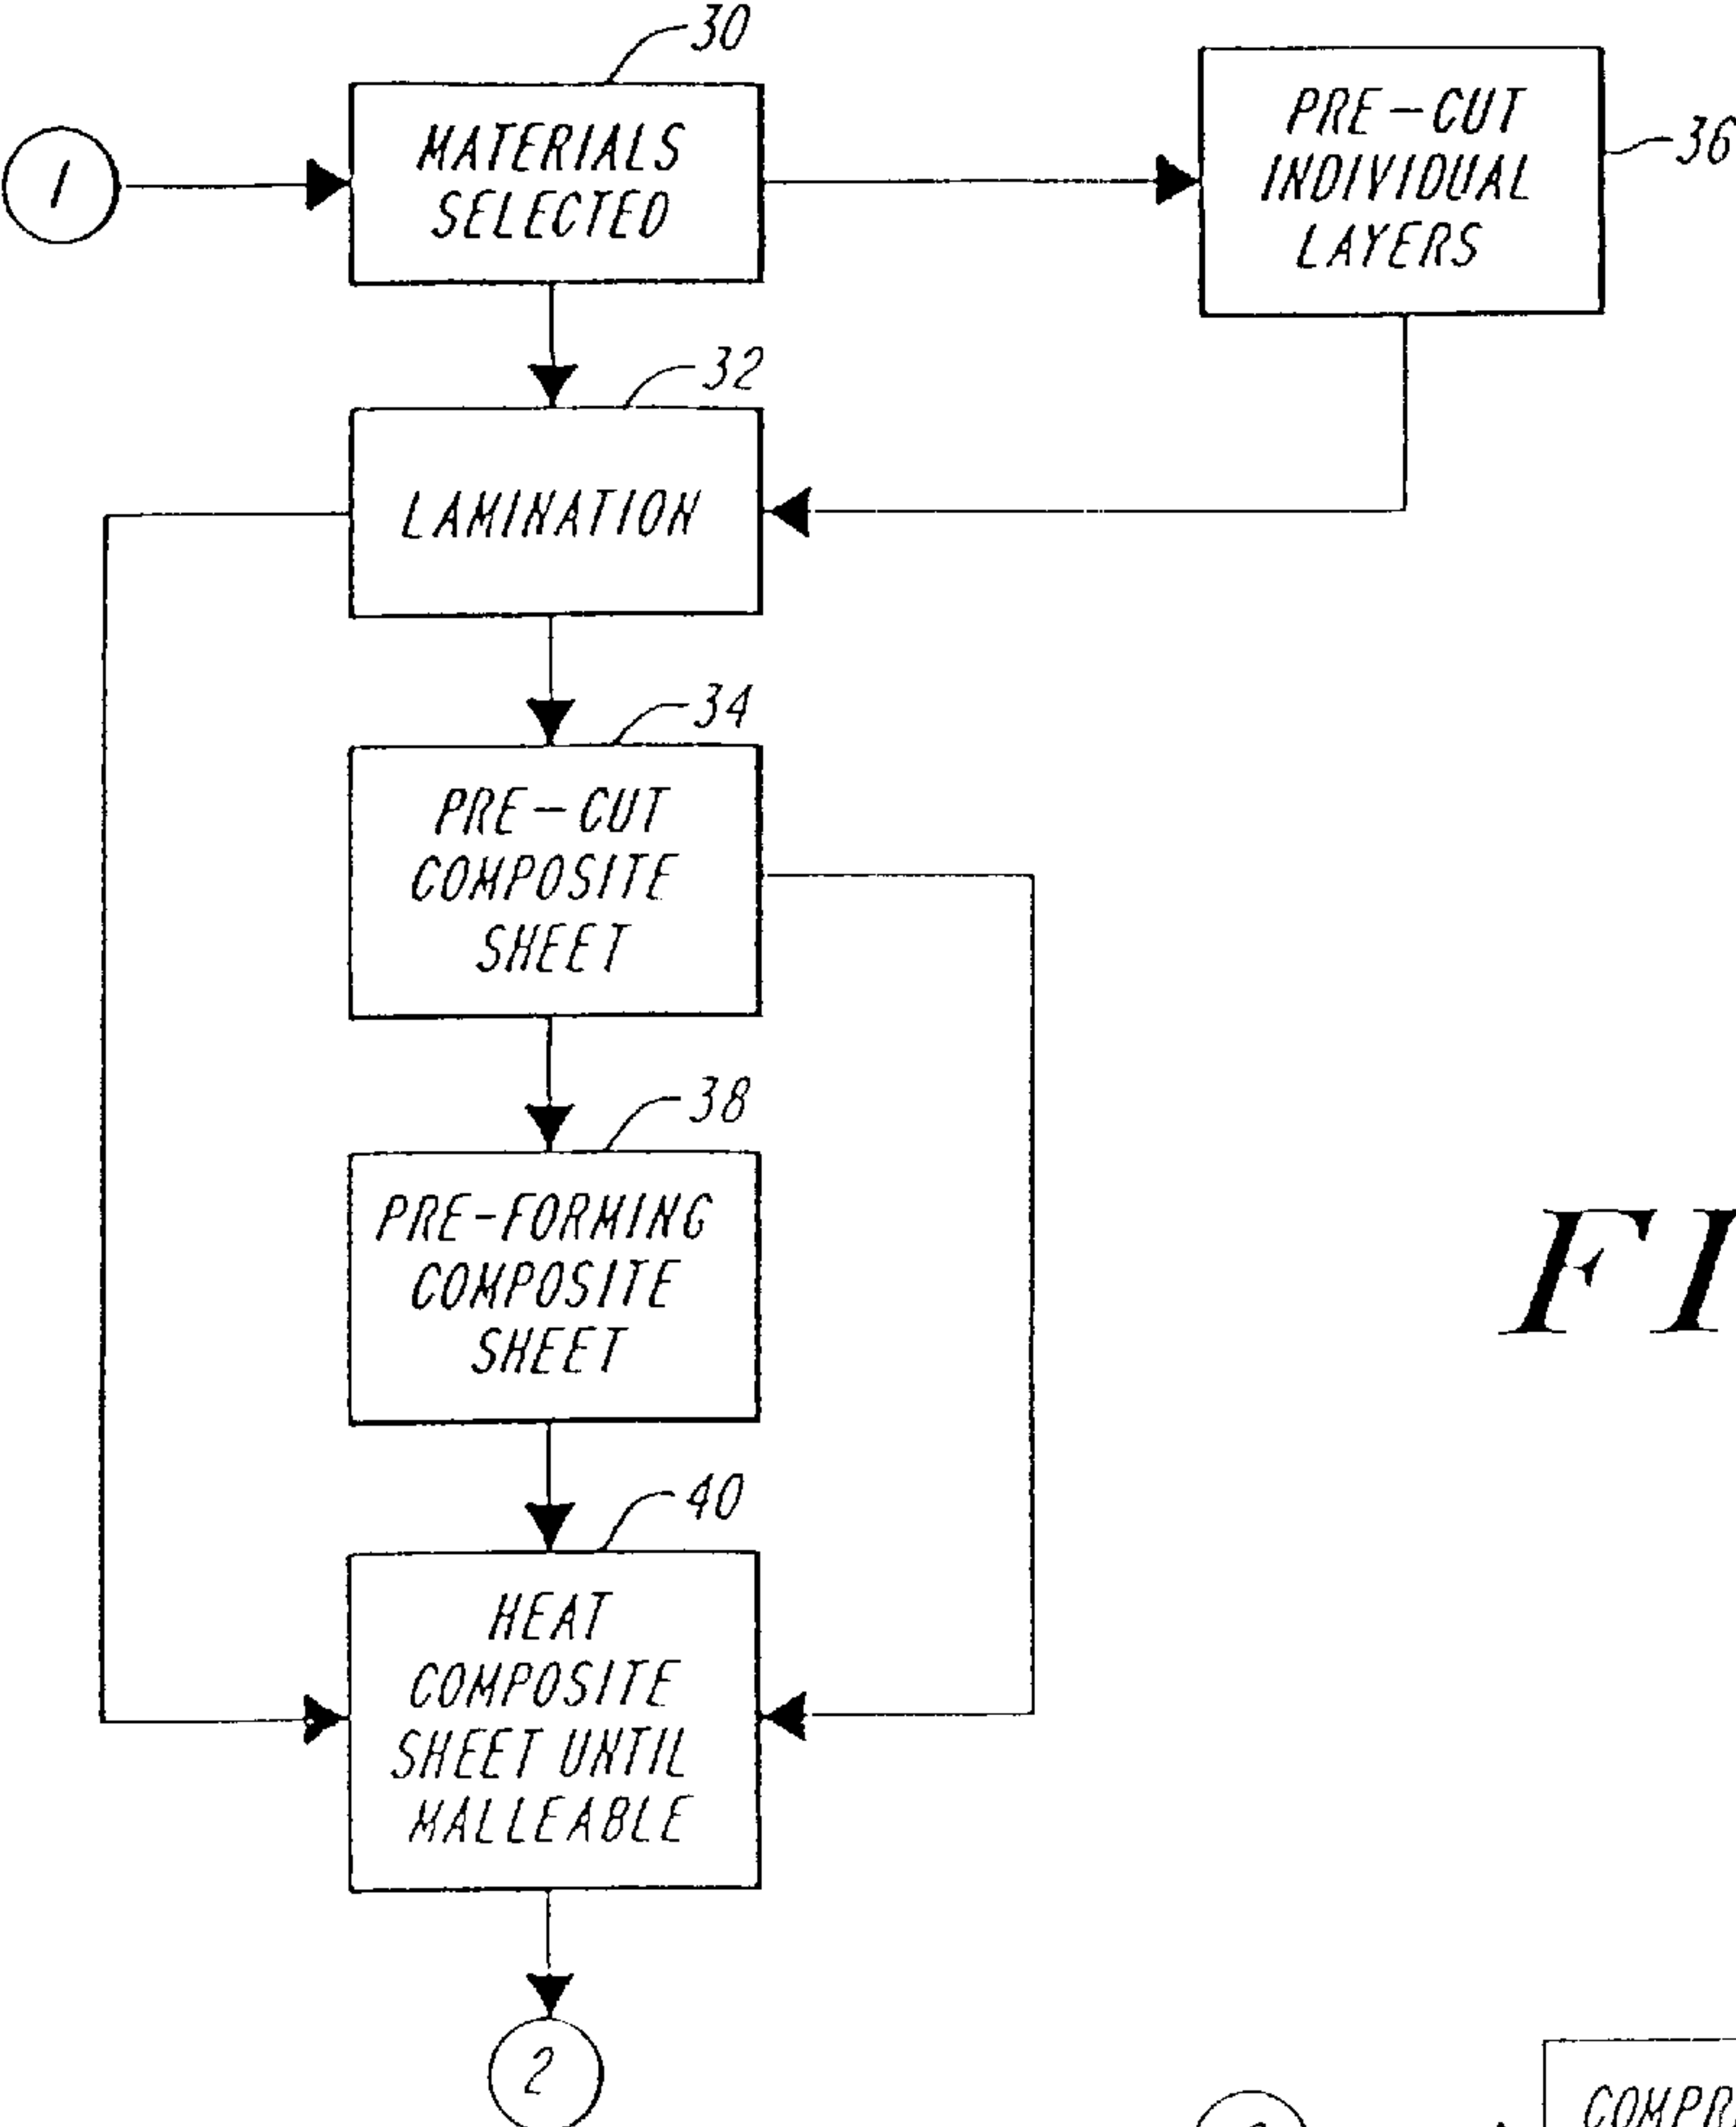 30
1
MATERIALS
SELECTED
PRE-CUT
INDIVIDUAL
LAYERS
36
32
LAMINATION
34
PRE-CUT
COMPOSITE
SHEET
38
PRE-FORMING
COMPOSITE
SHEET
FI
40
HEAT
COMPOSITE
SHEET UNTIL
MALLEABLE
2